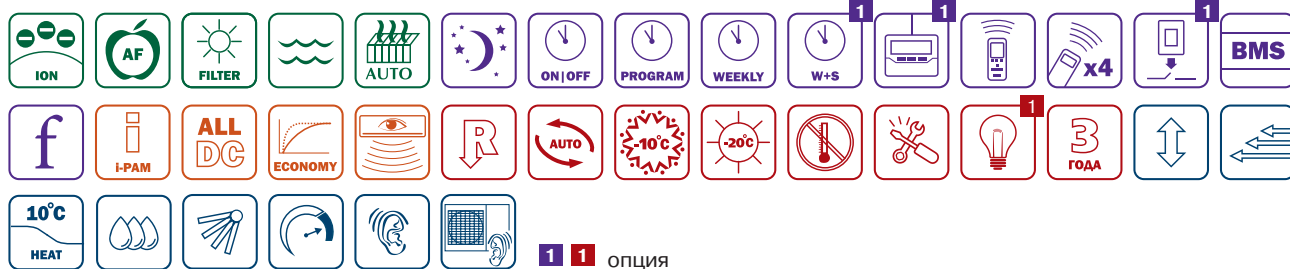 1 1 1
ION AF FILTER AUTO ON|OFF PROGRAM WEEKLY W+S x4 BMS
1
f i i-PAM ALL DC ECONOMY R AUTO -10°C -20°C 3 ГОДА
10°C HEAT
1 1 опция